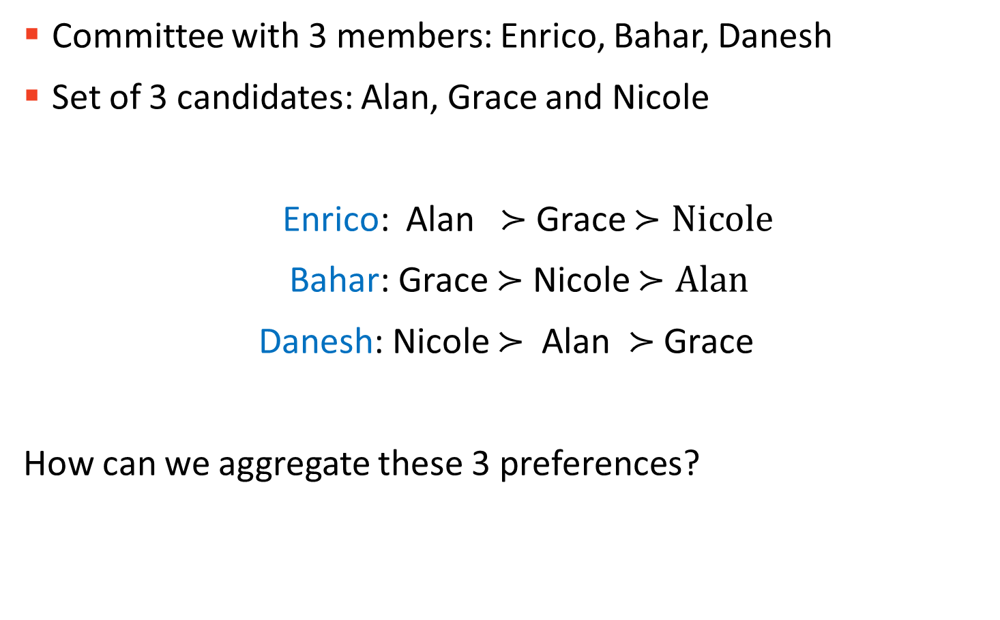 ▪ Committee with 3 members: Enrico, Bahar, Danesh
▪ Set of 3 candidates: Alan, Grace and Nicole
Enrico: Alan ≻ Grace ≻ Nicole
Bahar: Grace ≻ Nicole ≻ Alan
Danesh: Nicole ≻ Alan ≻ Grace
How can we aggregate these 3 preferences?